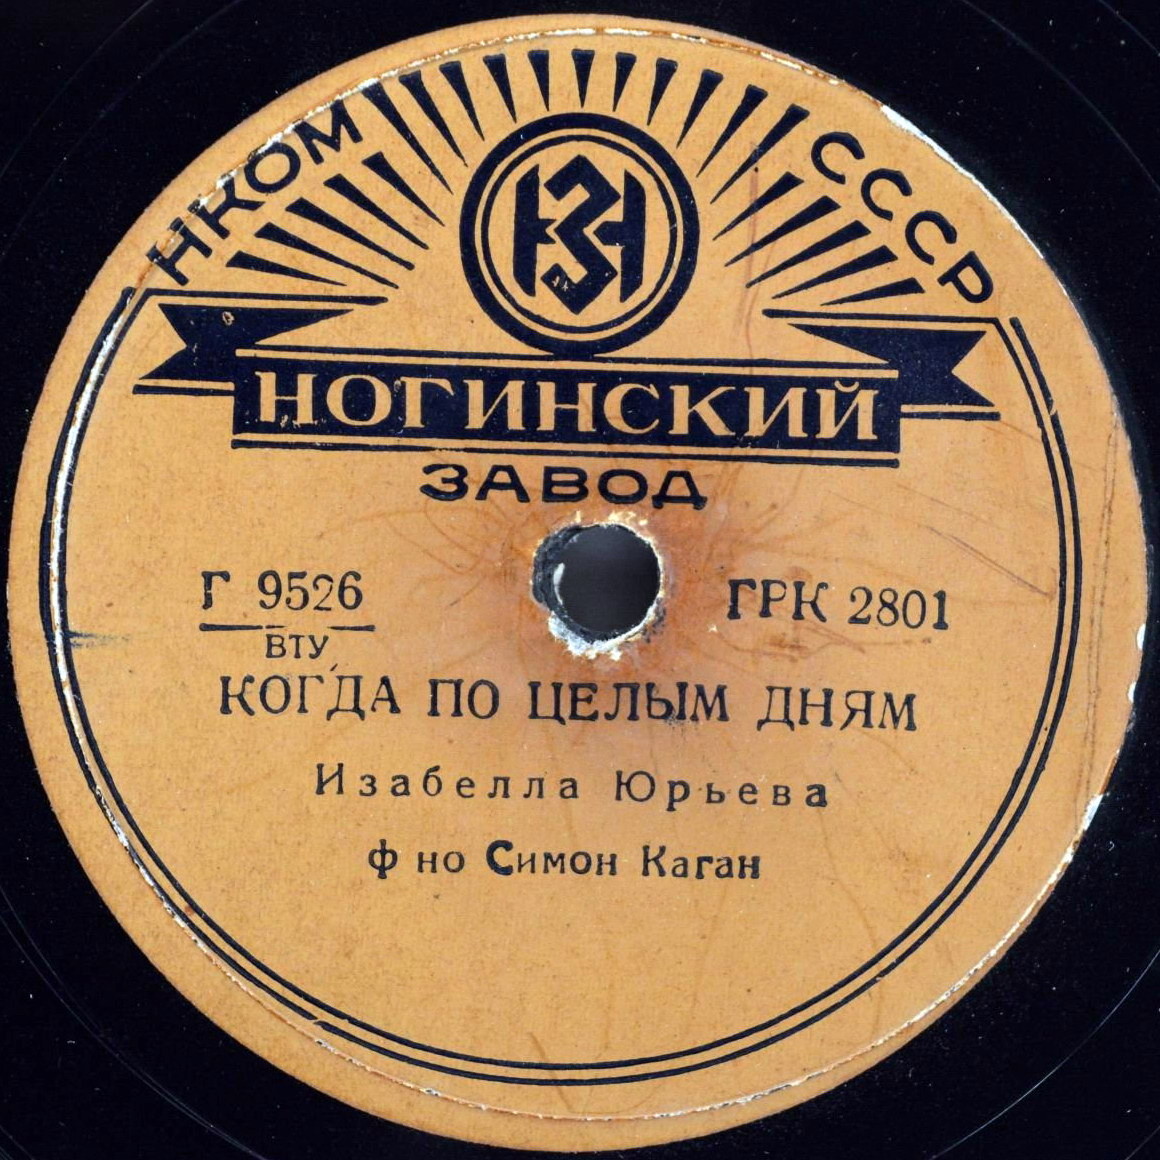 НКОМ СССР
НЗ
НОГИНСКИЙ
ЗАВОД
Г 9526 ГРК 2801
ВТУ
КОГДА ПО ЦЕЛЫМ ДНЯМ
Изабелла Юрьева
ф но Симон Каган